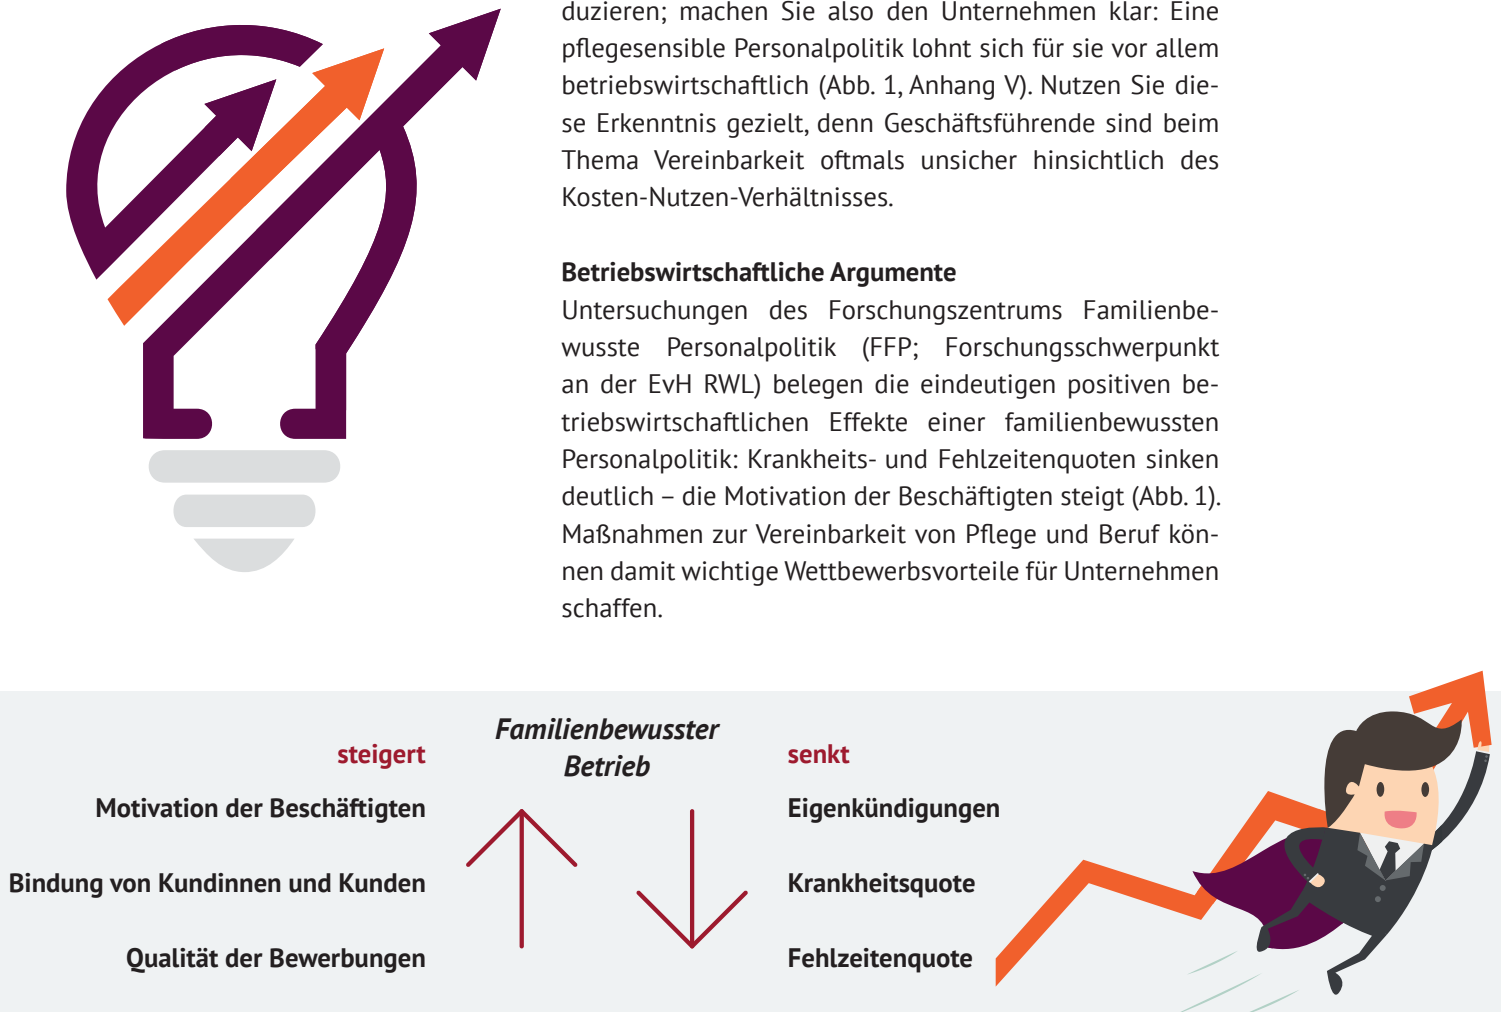 duzieren; machen Sie also den Unternehmen klar: Eine
pflegesensible Personalpolitik lohnt sich für sie vor allem
betriebswirtschaftlich (Abb. 1, Anhang V). Nutzen Sie die-
se Erkenntnis gezielt, denn Geschäftsführende sind beim
Thema Vereinbarkeit oftmals unsicher hinsichtlich des
Kosten-Nutzen-Verhältnisses.
Betriebswirtschaftliche Argumente
Untersuchungen des Forschungszentrums Familienbe-
wusste Personalpolitik (FFP; Forschungsschwerpunkt
an der EvH RWL) belegen die eindeutigen positiven be-
triebswirtschaftlichen Effekte einer familienbewussten
Personalpolitik: Krankheits- und Fehlzeitenquoten sinken
deutlich – die Motivation der Beschäftigten steigt (Abb. 1).
Maßnahmen zur Vereinbarkeit von Pflege und Beruf kön-
nen damit wichtige Wettbewerbsvorteile für Unternehmen
schaffen.
Familienbewusster
Betrieb
steigert
Motivation der Beschäftigten
Bindung von Kundinnen und Kunden
Qualität der Bewerbungen
senkt
Eigenkündigungen
Krankheitsquote
Fehlzeitenquote